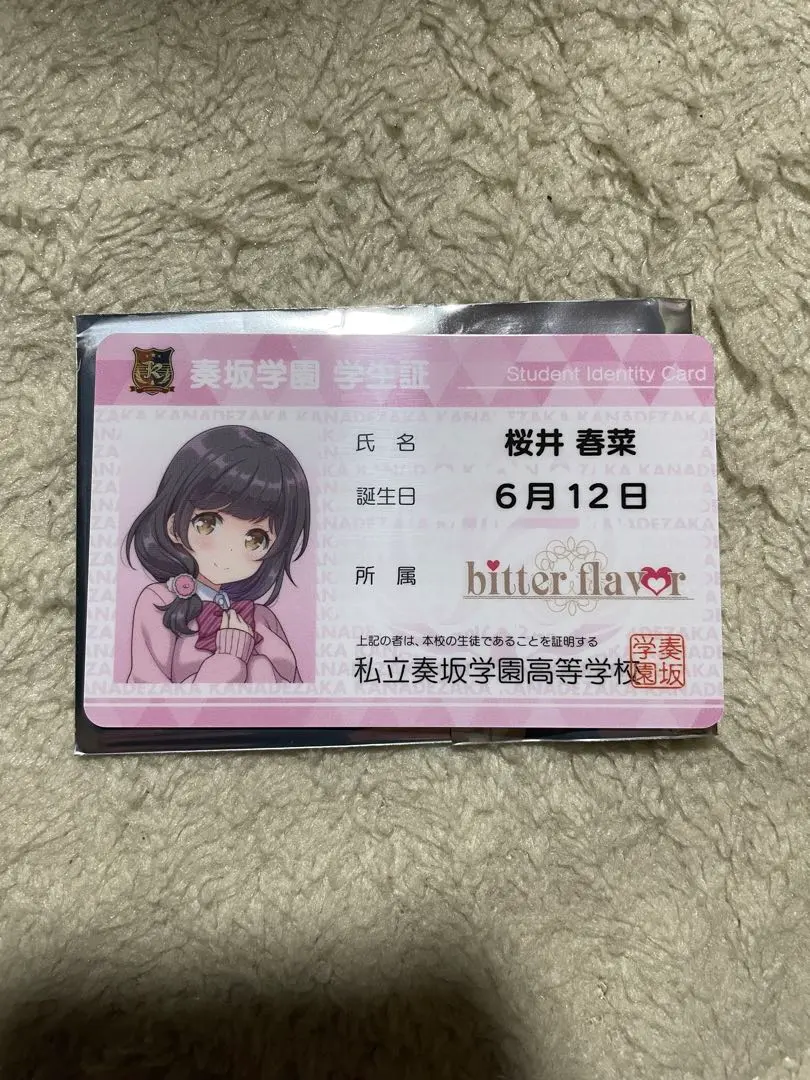 奏坂学園 学生証 Student Identity Card
氏 名 桜井 春菜
誕生日 6月12日
所 属 bitter flavor
上記の者は、本校の生徒であることを証明する
私立奏坂学園高等学校
奏坂学園